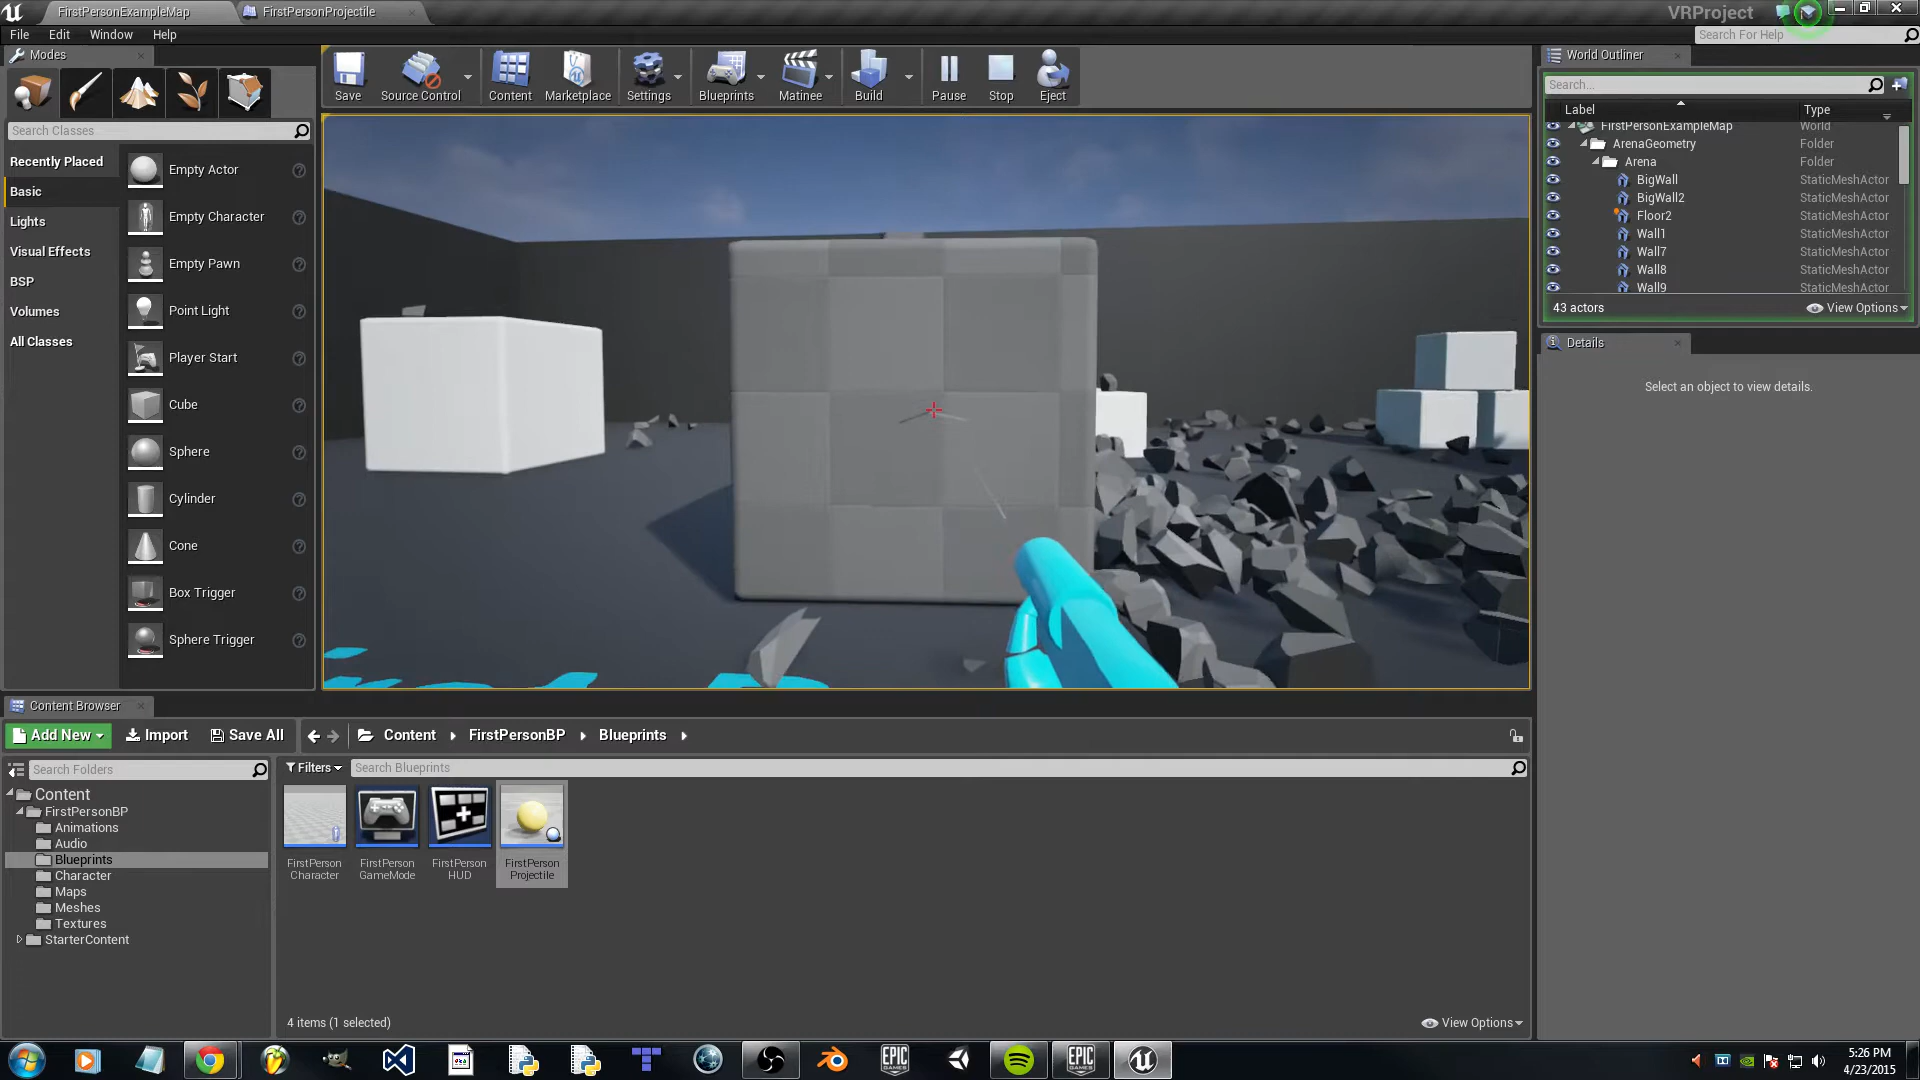 FirstPersonExampleMap
FirstPersonProjectile
VRProject
File Edit Window Help
Search For Help
Modes
Save
Source Control
Content
Marketplace
Settings
Blueprints
Matinee
Build
Pause
Stop
Eject
Search Classes
Recently Placed
Basic
Lights
Visual Effects
BSP
Volumes
All Classes
Empty Actor
Empty Character
Empty Pawn
Point Light
Player Start
Cube
Sphere
Cylinder
Cone
Box Trigger
Sphere Trigger
World Outliner
Search...
Label Type
FirstPersonExampleMap World
ArenaGeometry Folder
Arena Folder
BigWall StaticMeshActor
BigWall2 StaticMeshActor
Floor2 StaticMeshActor
Wall1 StaticMeshActor
Wall7 StaticMeshActor
Wall8 StaticMeshActor
Wall9 StaticMeshActor
43 actors
View Options
Details
Select an object to view details.
Content Browser
Add New
Import
Save All
Content
FirstPersonBP
Blueprints
Search Folders
Filters
Search Blueprints
Content
FirstPersonBP
Animations
Audio
Blueprints
Character
Maps
Meshes
Textures
StarterContent
FirstPerson
Character
FirstPerson
GameMode
FirstPerson
HUD
FirstPerson
Projectile
4 items (1 selected)
View Options
EPIC
GAMES
EPIC
GAMES
5:26 PM
4/23/2015